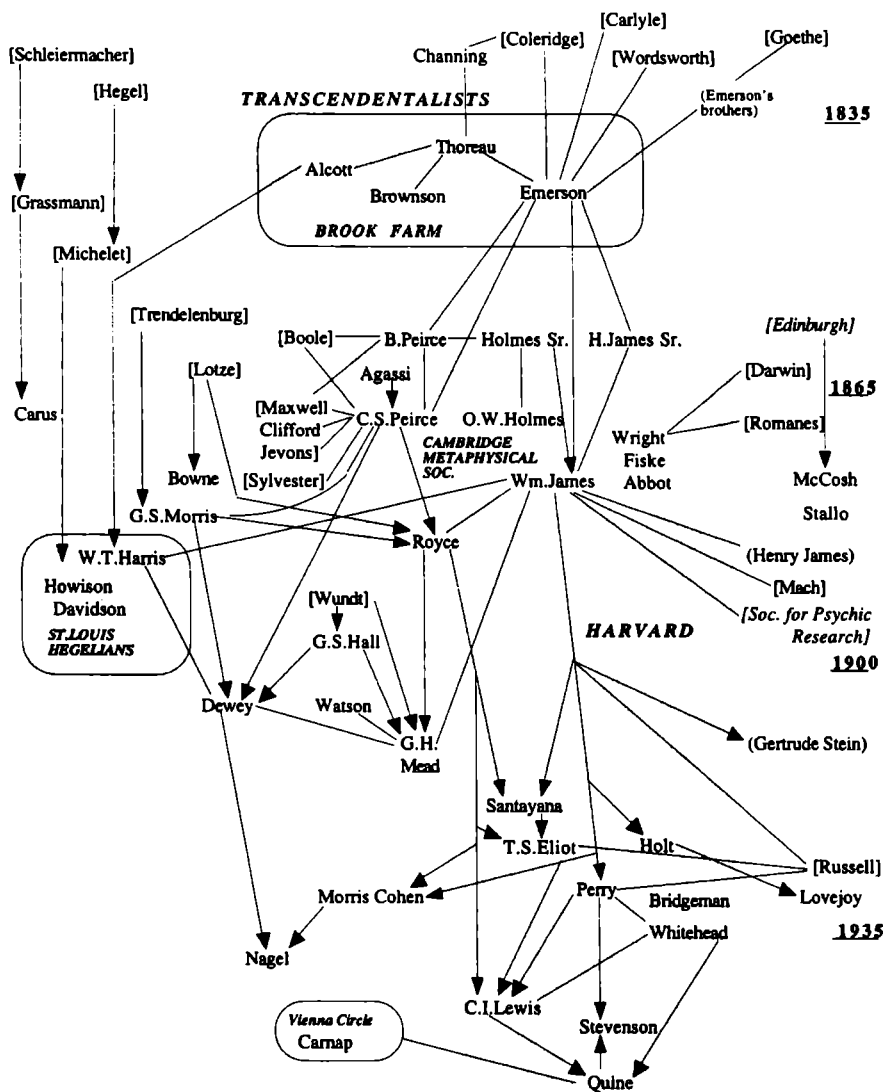 [Carlyle]
[Coleridge]
[Goethe]
[Schleiermacher]
Channing
[Wordsworth]
[Hegel]
TRANSCENDENTALISTS
(Emerson's
brothers)
1835
Thoreau
Alcott
Brownson
Emerson
[Grassmann]
BROOK FARM
[Michelet]
[Trendelenburg]
[Boole]
B.Peirce
Holmes Sr.
H.James Sr.
[Edinburgh]
[Lotze]
Agassi
[Darwin]
1865
Carus
[Maxwell
Clifford
Jevons]
C.S.Peirce
O.W.Holmes
[Romanes]
CAMBRIDGE
METAPHYSICAL
SOC.
Wright
Fiske
Abbot
Bowne
[Sylvester]
Wm.James
McCosh
G.S.Morris
Stallo
Royce
W.T.Harris
(Henry James)
Howison
Davidson
[Wundt]
[Mach]
ST.LOUIS
HEGELIANS
G.S.Hall
HARVARD
[Soc. for Psychic
Research]
1900
Dewey
Watson
G.H.
Mead
(Gertrude Stein)
Santayana
T.S.Eliot
Holt
[Russell]
Morris Cohen
Perry
Bridgeman
Lovejoy
Whitehead
1935
Nagel
C.I.Lewis
Vienna Circle
Carnap
Stevenson
Quine